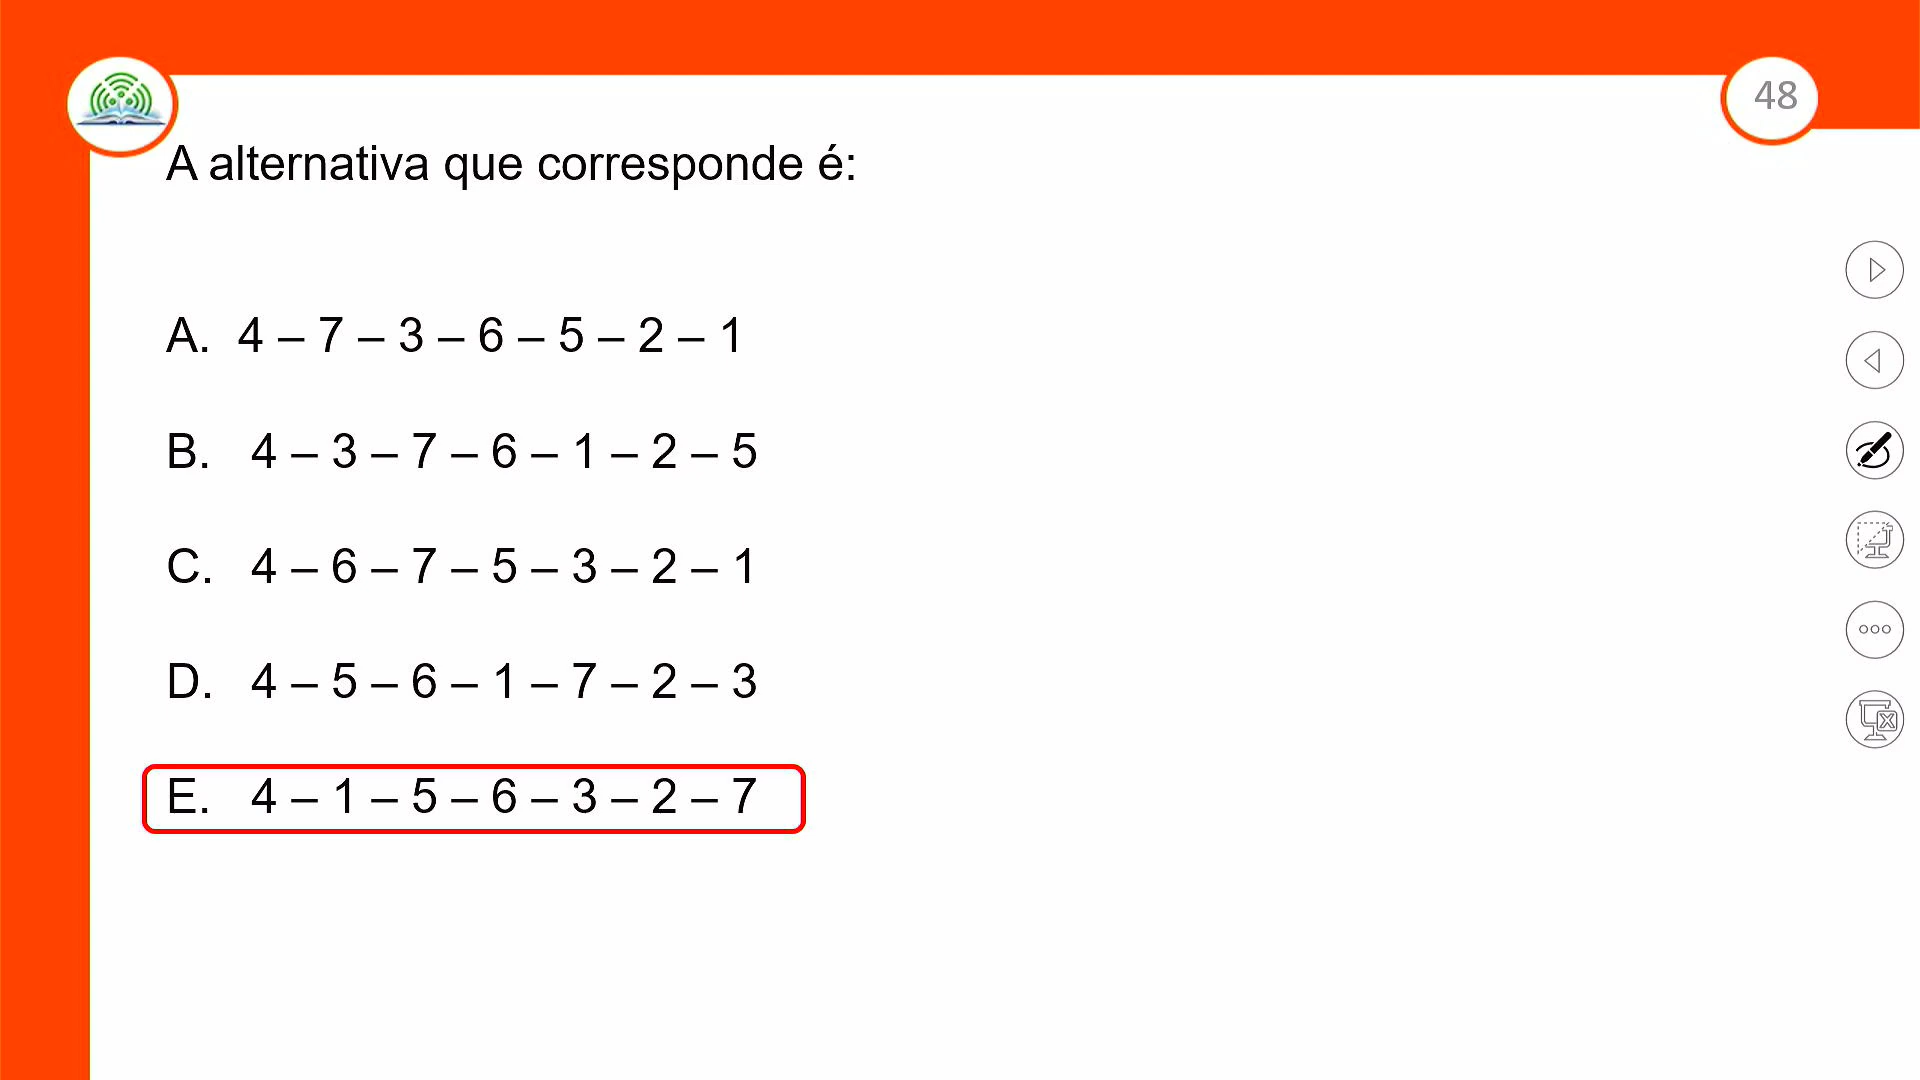 48
A alternativa que corresponde é:
A. 4 – 7 – 3 – 6 – 5 – 2 – 1
B. 4 – 3 – 7 – 6 – 1 – 2 – 5
C. 4 – 6 – 7 – 5 – 3 – 2 – 1
D. 4 – 5 – 6 – 1 – 7 – 2 – 3
E. 4 – 1 – 5 – 6 – 3 – 2 – 7